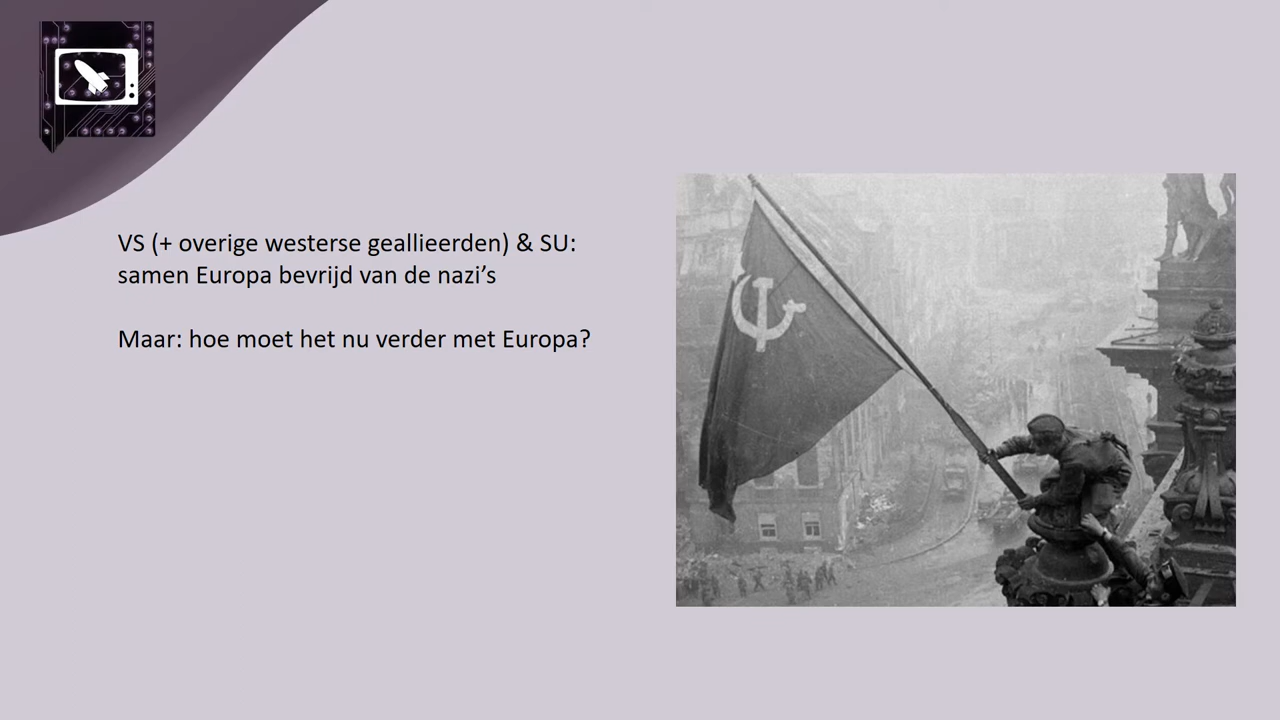 VS (+ overige westerse geallieerden) & SU:
samen Europa bevrijd van de nazi’s
Maar: hoe moet het nu verder met Europa?